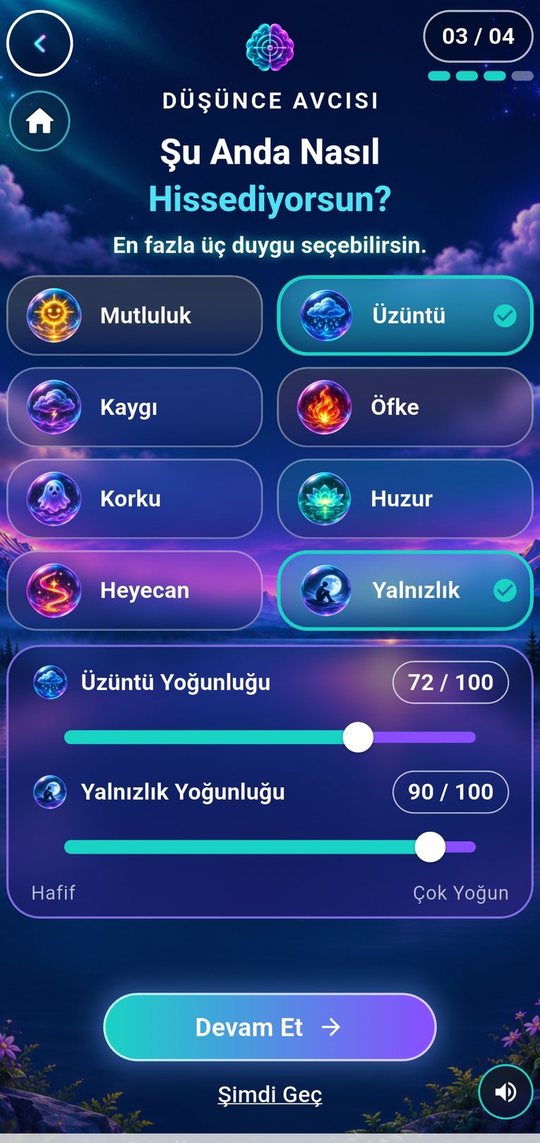 03 / 04
DÜŞÜNCE AVCISI
Şu Anda Nasıl
Hissediyorsun?
En fazla üç duygu seçebilirsin.
Mutluluk
Üzüntü
Kaygı
Öfke
Korku
Huzur
Heyecan
Yalnızlık
Üzüntü Yoğunluğu
72 / 100
Yalnızlık Yoğunluğu
90 / 100
Hafif
Çok Yoğun
Devam Et →
Şimdi Geç